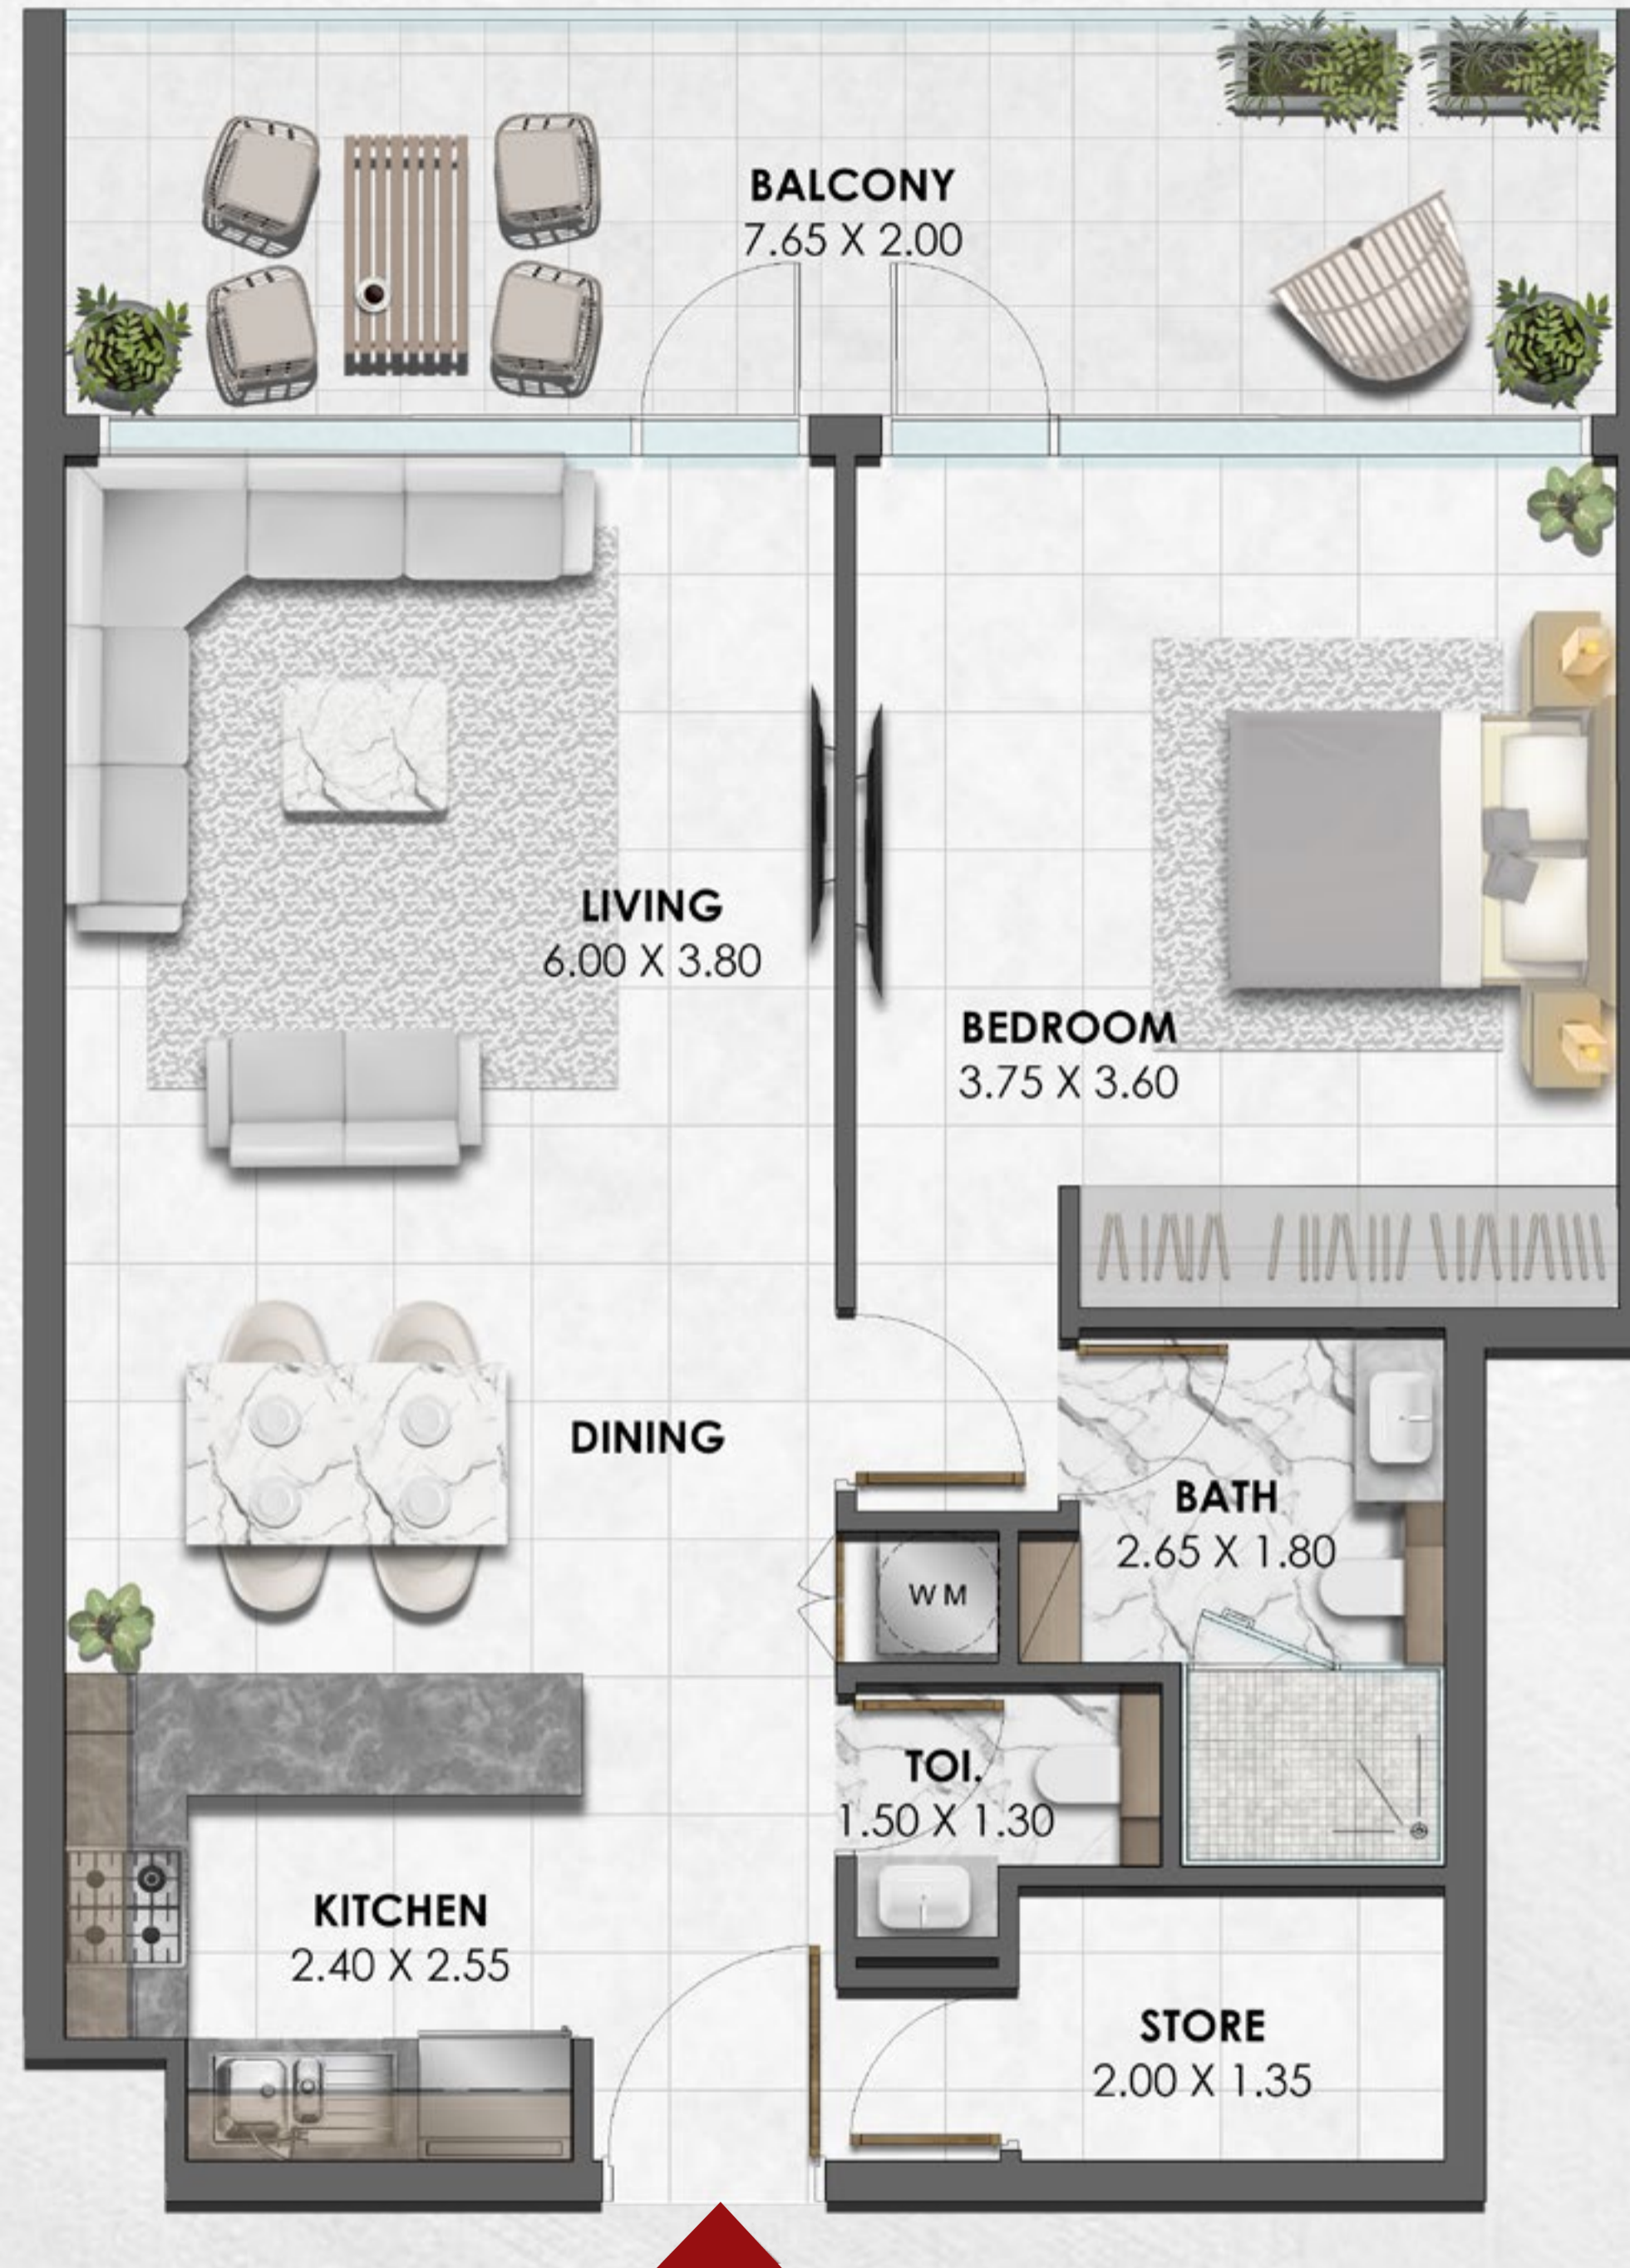 BALCONY
7.65 X 2.00
LIVING
6.00 X 3.80
BEDROOM
3.75 X 3.60
DINING
BATH
2.65 X 1.80
W M
TOI.
1.50 X 1.30
KITCHEN
2.40 X 2.55
STORE
2.00 X 1.35